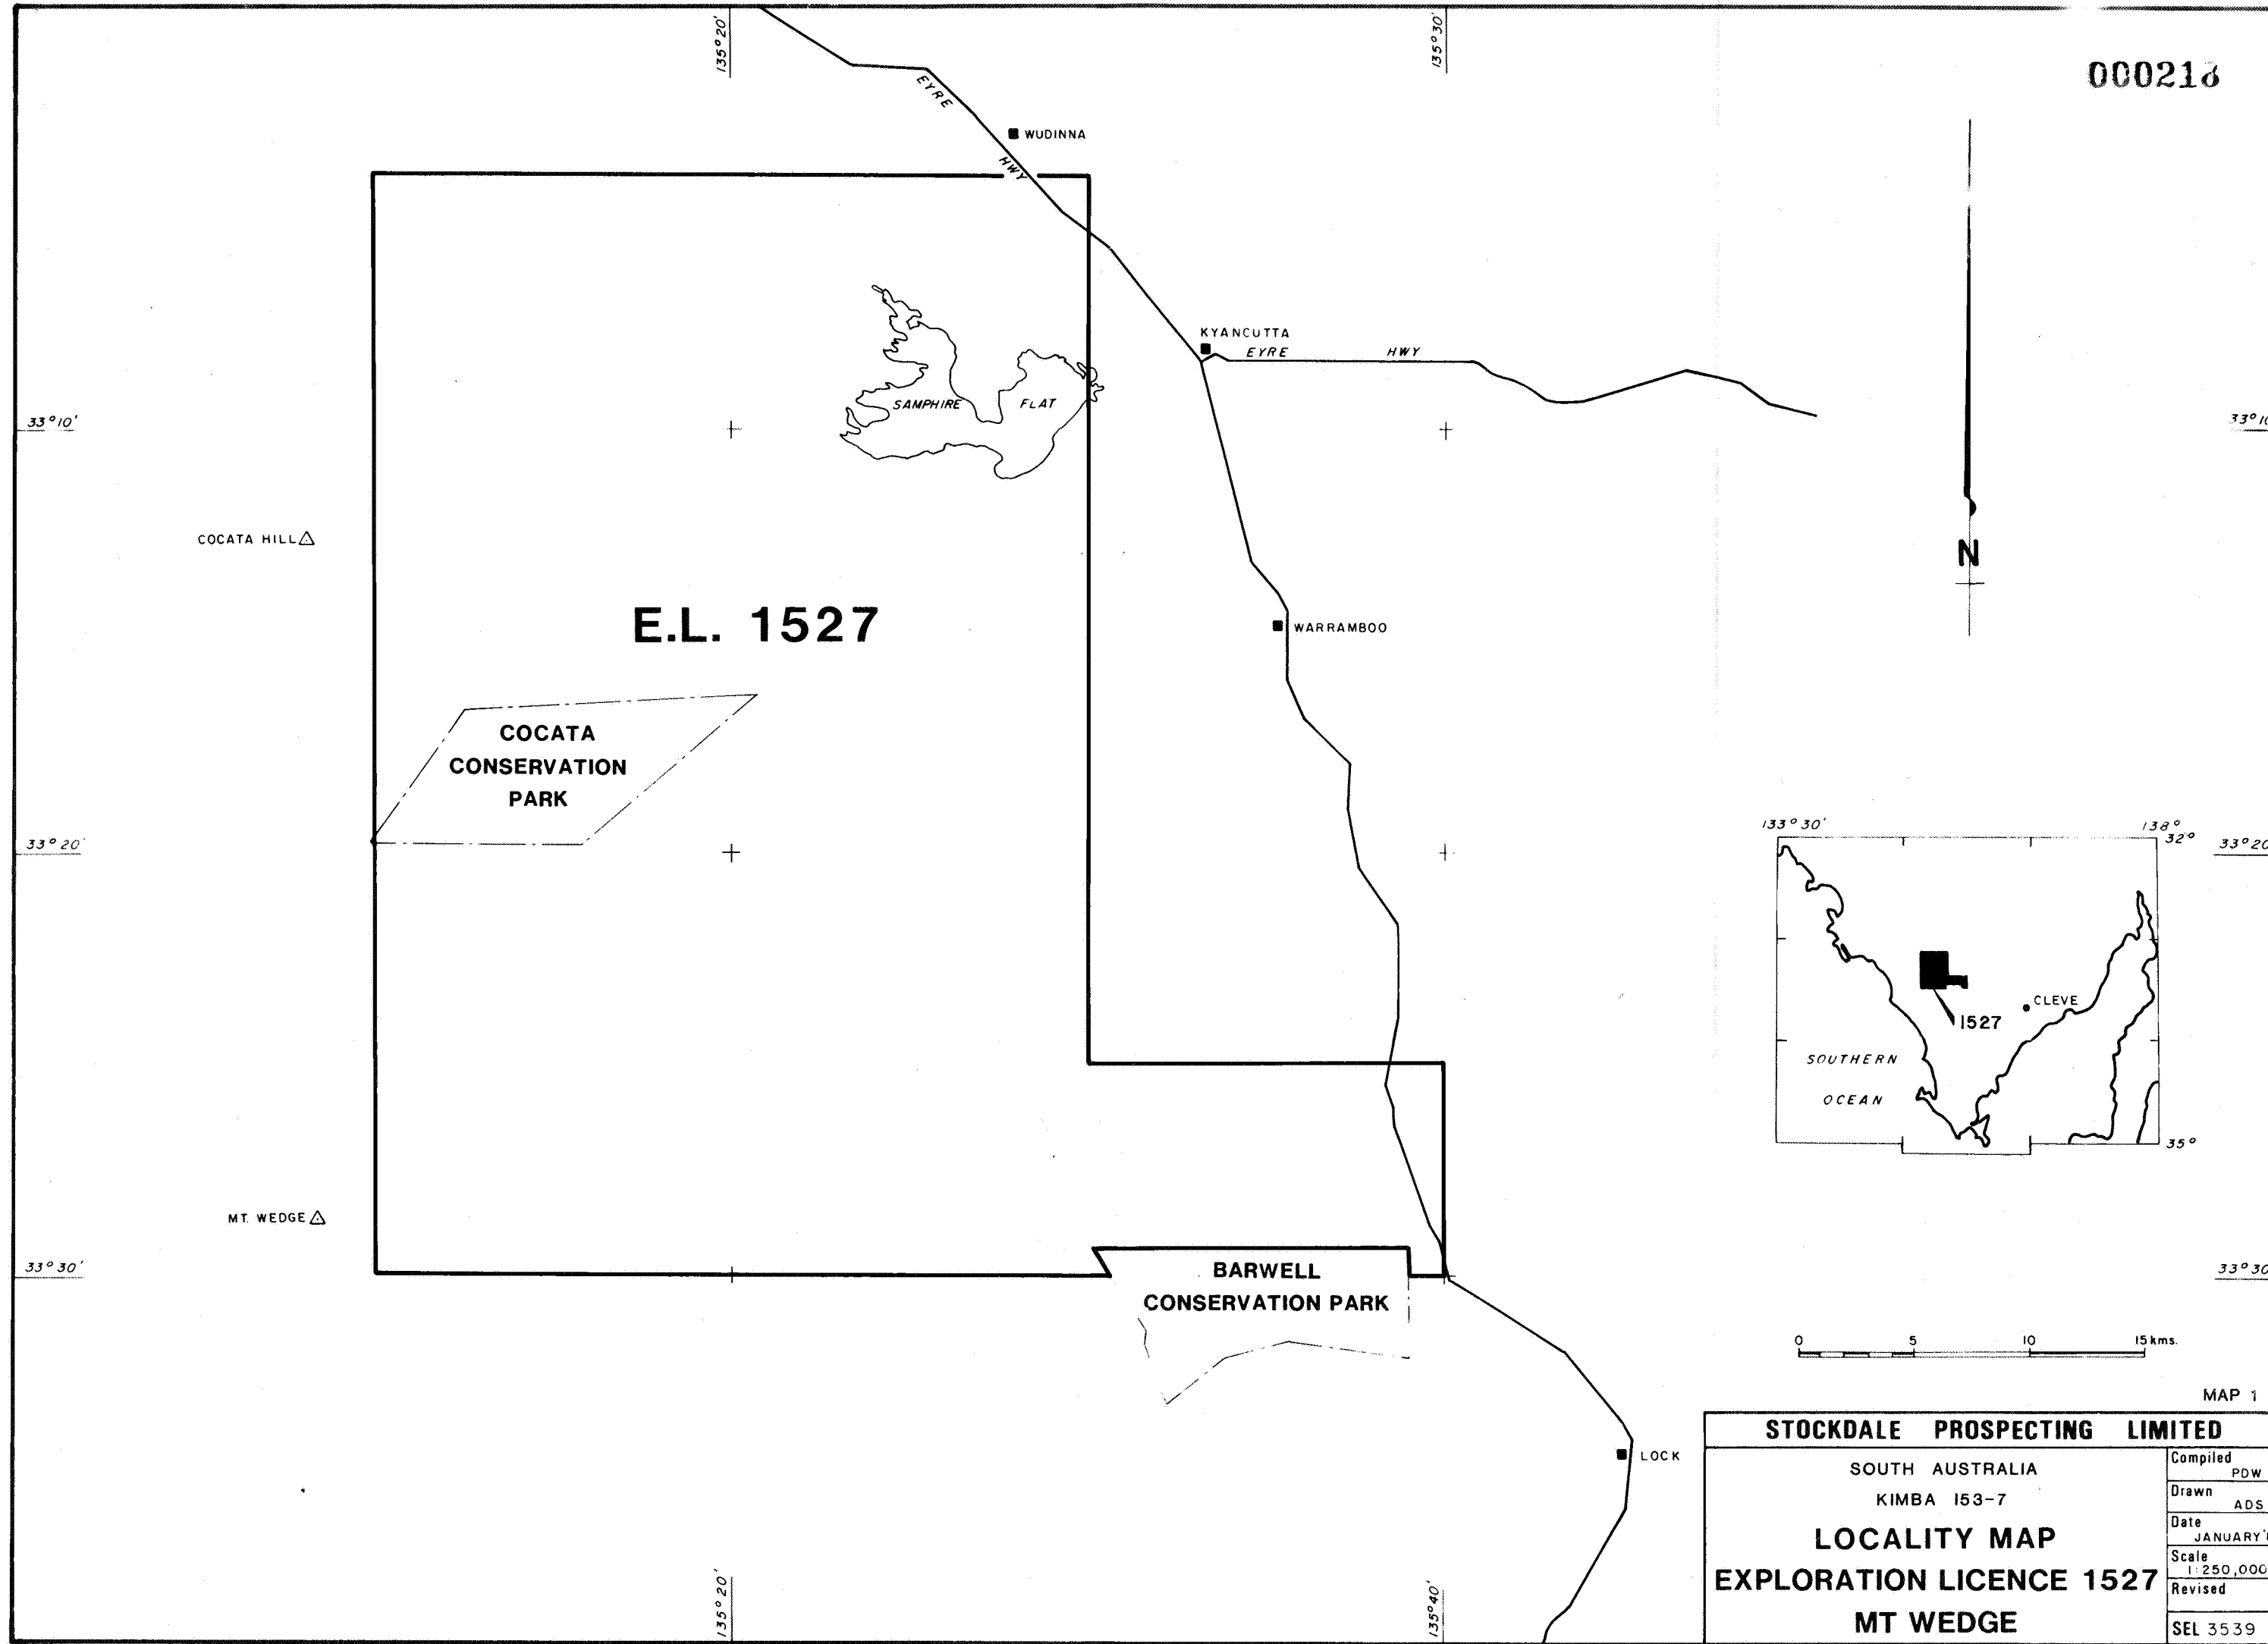 135°20'
135°30'
000218
EYRE
HWY
WUDINNA
KYANCUTTA
EYRE HWY
SAMPHIRE FLAT
33°10'
33°10
COCATA HILL
N
E.L. 1527
WARRAMBOO
COCATA
CONSERVATION
PARK
133°30'
138°
32°
33°20'
33°20
CLEVE
1527
SOUTHERN
OCEAN
35°
MT. WEDGE
33°30'
33°30
BARWELL
CONSERVATION PARK
0 5 10 15 kms.
MAP 1
LOCK
STOCKDALE PROSPECTING LIMITED
SOUTH AUSTRALIA
KIMBA I53-7
LOCALITY MAP
EXPLORATION LICENCE 1527
MT WEDGE
Compiled
PDW
Drawn
ADS
Date
JANUARY
Scale
1:250,000
Revised
SEL 3539
135°20'
135°40'